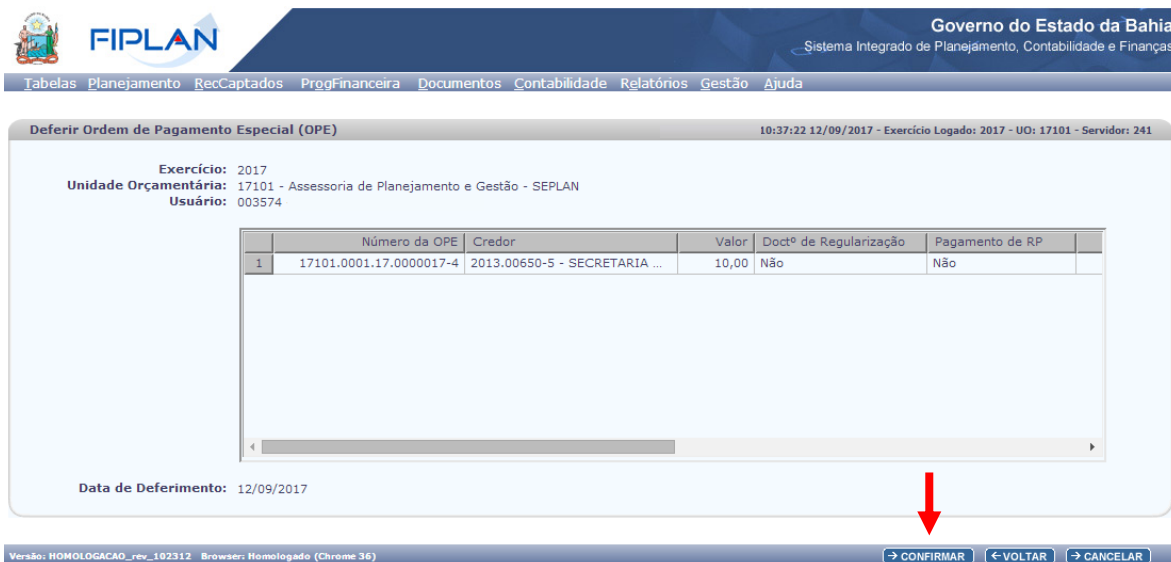 FIPLAN
Governo do Estado da Bahia
Sistema Integrado de Planejamento, Contabilidade e Finanças
Tabelas Planejamento RecCaptados ProgFinanceira Documentos Contabilidade Relatórios Gestão Ajuda
Deferir Ordem de Pagamento Especial (OPE) 10:37:22 12/09/2017 - Exercício Logado: 2017 - UO: 17101 - Servidor: 241
Exercício: 2017
Unidade Orçamentária: 17101 - Assessoria de Planejamento e Gestão - SEPLAN
Usuário: 003574
Número da OPE Credor Valor Doctº de Regularização Pagamento de RP
1 17101.0001.17.0000017-4 2013.00650-5 - SECRETARIA ... 10,00 Não Não
Data de Deferimento: 12/09/2017
Versão: HOMOLOGACAO_rev_102312 Browser: Homologado (Chrome 36) CONFIRMAR VOLTAR CANCELAR